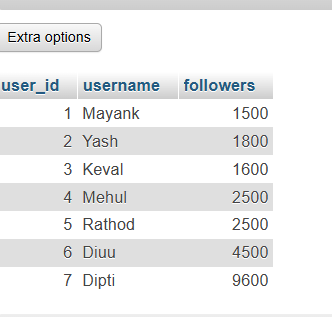 Extra options
user_id username followers
1 Mayank 1500
2 Yash 1800
3 Keval 1600
4 Mehul 2500
5 Rathod 2500
6 Diuu 4500
7 Dipti 9600